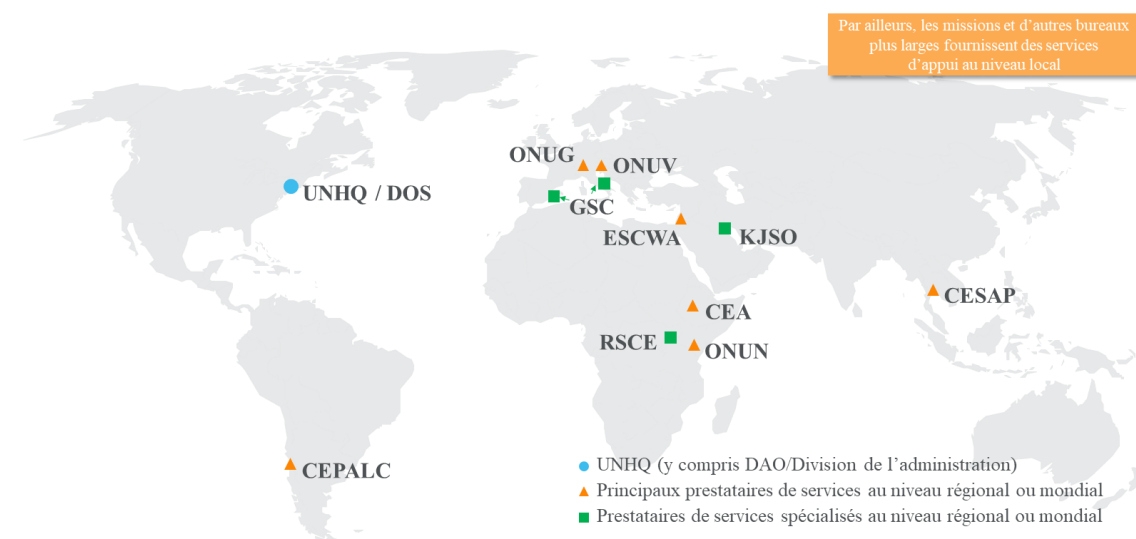 Par ailleurs, les missions et d'autres bureaux
plus larges fournissent des services
d'appui au niveau local
ONUG
ONUV
UNHQ / DOS
GSC
ESCWA
KJSO
CESAP
CEA
RSCE
ONUN
CEPALC
UNHQ (y compris DAO/Division de l'administration)
Principaux prestataires de services au niveau régional ou mondial
Prestataires de services spécialisés au niveau régional ou mondial